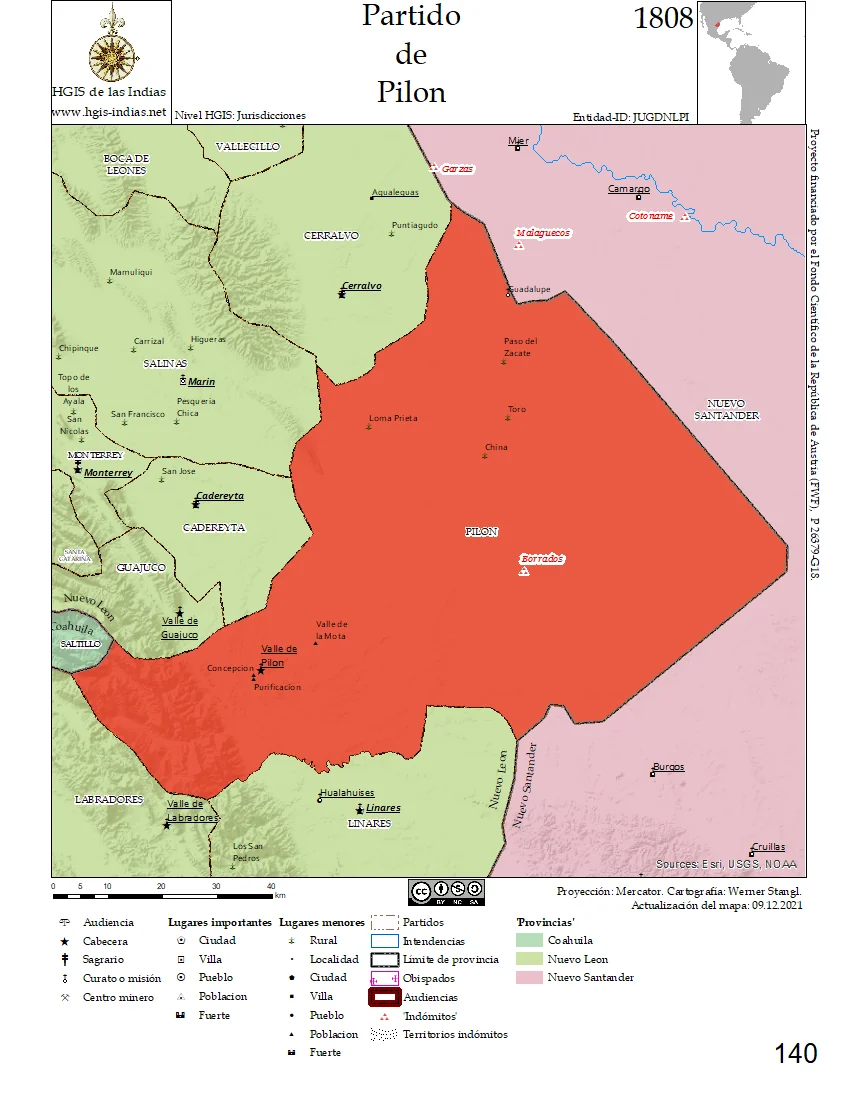 Partido
de
Pilon
1808
HGIS de las Indias
www.hgis-indias.net
Nivel HGIS: Jurisdicciones
Entidad-ID: JUGDNLPI
VALLECILLO
BOCA DE
LEONES
Mier
Garzas
Camargo
Agualeguas
Cotoname
Puntiagudo
CERRALVO
Malaguecos
Mamuliqui
Cerralvo
Guadalupe
Carrizal
Higueras
Chipinque
Paso del
Zacate
SALINAS
Topo de
los
Ayala
Marin
San
Nicolas
San Francisco
Pesqueria
Chica
Loma Prieta
Toro
NUEVO
SANTANDER
China
MONTERREY
Monterrey
San Jose
Cadereyta
CADEREYTA
PILON
SANTA
CATARINA
GUAJUCO
Borrados
Nuevo Leon
Coahuila
SALTILLO
Valle de
Guajuco
Valle de
la Mota
Valle de
Pilon
Concepcion
Purificacion
Nuevo Leon
Nuevo Santander
Burgos
LABRADORES
Valle de
Labradores
Hualahuises
Linares
LINARES
Los San
Pedros
Cruillas
Sources: Esri, USGS, NOAA
Proyecto financiado por el Fondo Científico de la República de Austria (FWF), P 26379-G18.
0 5 10 20 30 40
km
CC BY NC SA
Proyección: Mercator. Cartografía: Werner Stangl.
Actualización del mapa: 09.12.2021
Audiencia
Cabecera
Sagrario
Curato o misión
Centro minero
Lugares importantes
Ciudad
Villa
Pueblo
Poblacion
Fuerte
Lugares menores
Rural
Localidad
Ciudad
Villa
Pueblo
Poblacion
Fuerte
Partidos
Intendencias
Límite de provincia
Obispados
Audiencias
'Indómitos'
Territorios indómitos
'Provincias'
Coahuila
Nuevo Leon
Nuevo Santander
140